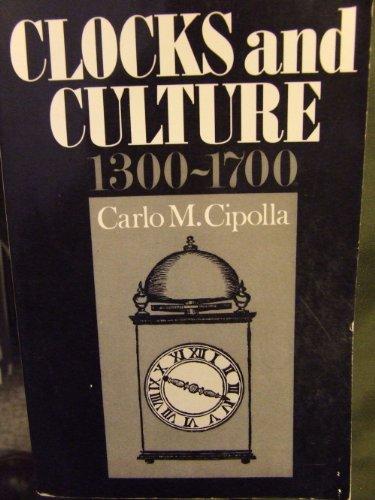 CLOCKS and
CULTURE
1300~1700
Carlo M. Cipolla